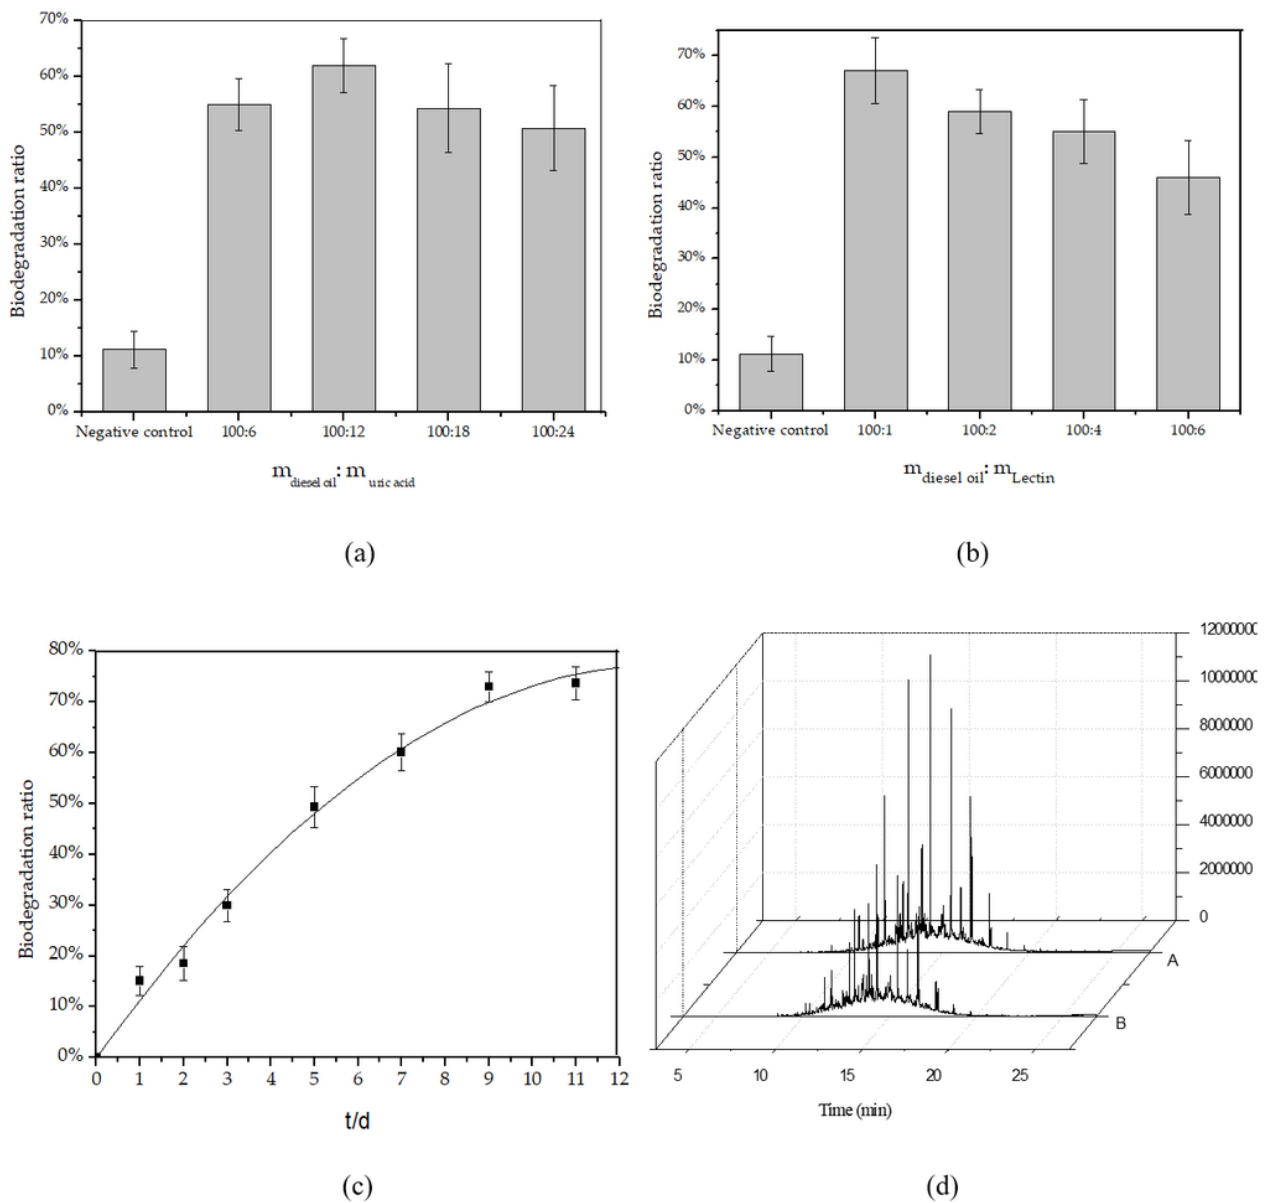 70%
60%
50%
40%
30%
20%
10%
0%
Biodegradation ratio
Negative control 100:6 100:12 100:18 100:24
m diesel oil : m uric acid
(a)
70%
60%
50%
40%
30%
20%
10%
0%
Biodegradation ratio
Negative control 100:1 100:2 100:4 100:6
m diesel oil : m Lectin
(b)
80%
70%
60%
50%
40%
30%
20%
10%
0%
Biodegradation ratio
0 1 2 3 4 5 6 7 8 9 10 11 12
t/d
(c)
12000000
10000000
8000000
6000000
4000000
2000000
0
A
B
5 10 15 20 25
Time (min)
(d)